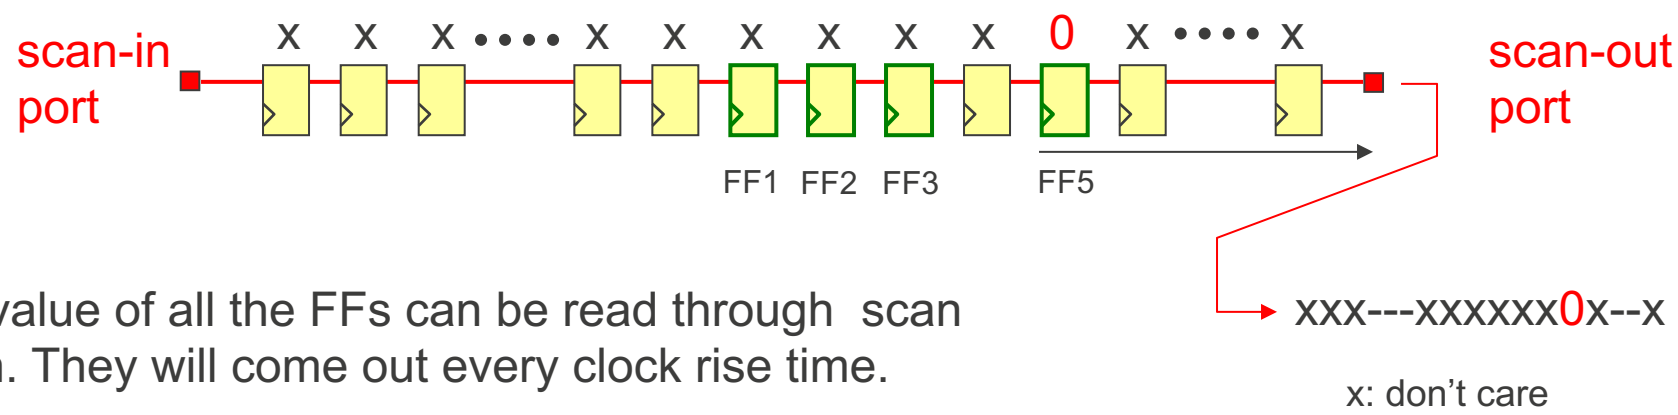 x x x •••• x x x x x x 0 x •••• x
scan-in
port
scan-out
port
FF1 FF2 FF3 FF5
xxx---xxxxxx0x--x
value of all the FFs can be read through scan
. They will come out every clock rise time.
x: don't care